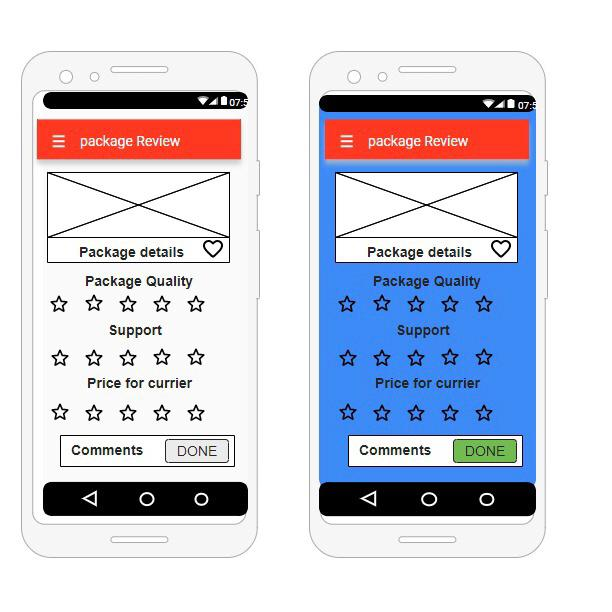 07:5
package Review
Package details
Package Quality
Support
Price for currier
Comments DONE
07:5
package Review
Package details
Package Quality
Support
Price for currier
Comments DONE